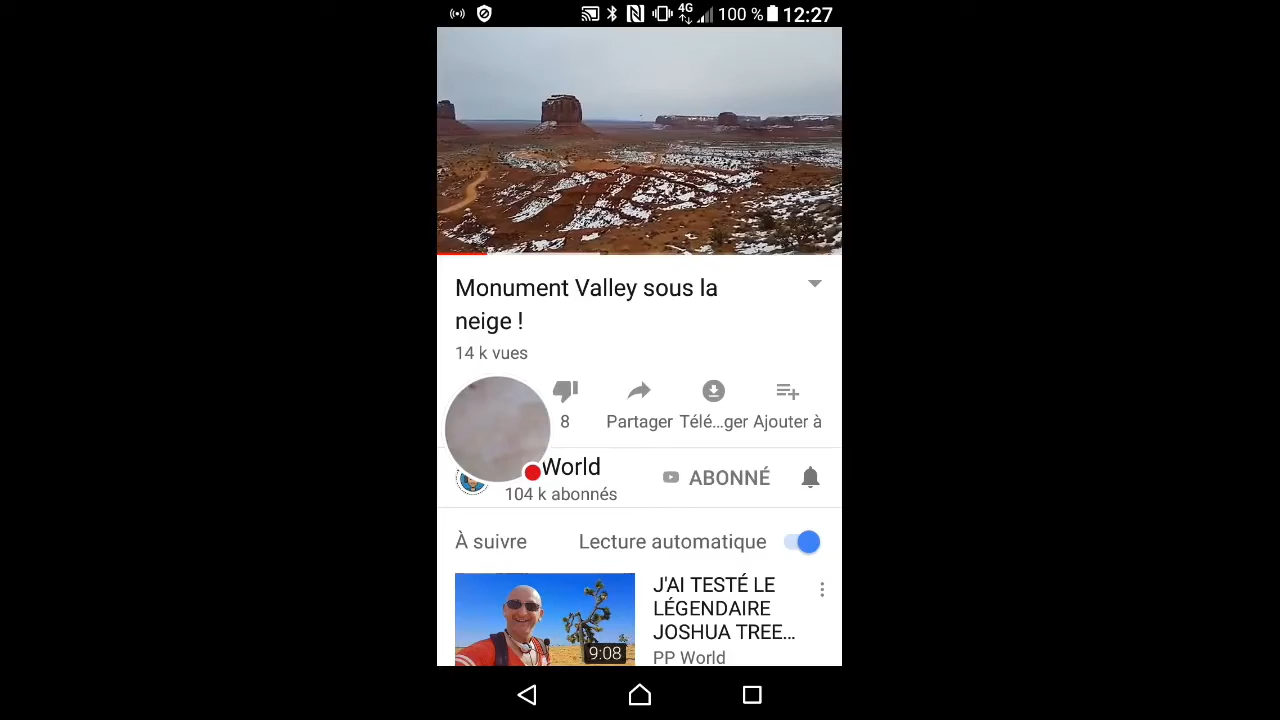 4G 100 % 12:27
Monument Valley sous la
neige !
14 k vues
8 Partager Télé...ger Ajouter à
World
104 k abonnés
ABONNÉ
À suivre Lecture automatique
J'AI TESTÉ LE
LÉGENDAIRE
JOSHUA TREE...
PP World
9:08